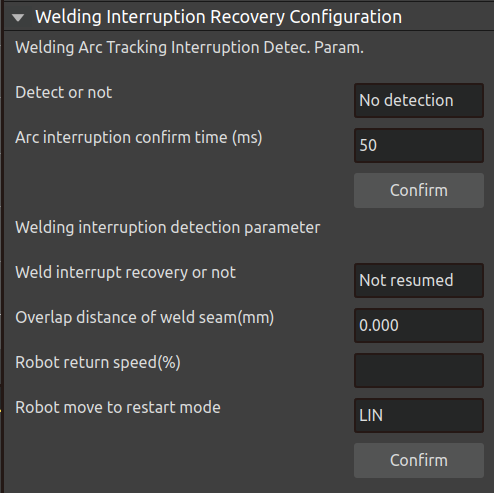 Welding Interruption Recovery Configuration
Welding Arc Tracking Interruption Detec. Param.
Detect or not No detection
Arc interruption confirm time (ms) 50
Confirm
Welding interruption detection parameter
Weld interrupt recovery or not Not resumed
Overlap distance of weld seam(mm) 0.000
Robot return speed(%)
Robot move to restart mode LIN
Confirm